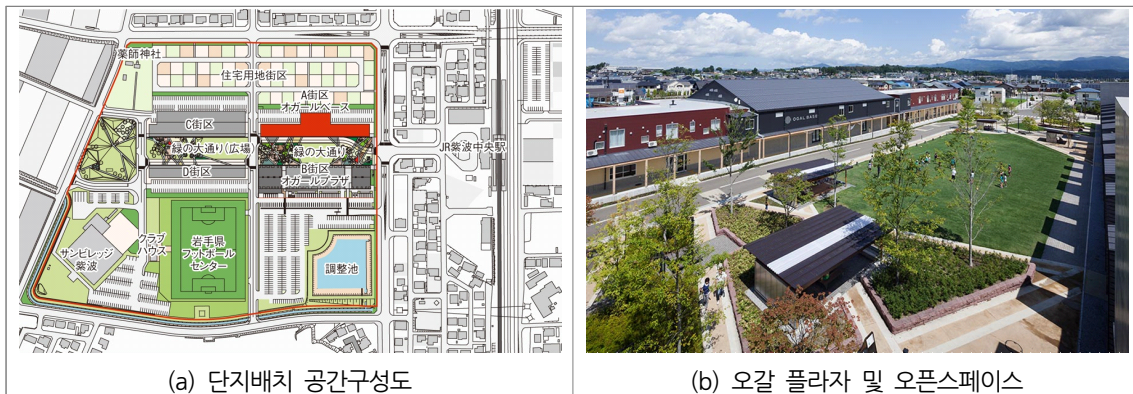 薬師神社
住宅用地街区
A街区
オガールベース
C街区
緑の大通り(広場)
緑の大通り
JR紫波中央駅
D街区
B街区
オガールプラザ
サンビレッジ
紫波
クラブ
ハウス
岩手県
フットボール
センター
調整池
OGAL BASE
(a) 단지배치 공간구성도
(b) 오갈 플라자 및 오픈스페이스